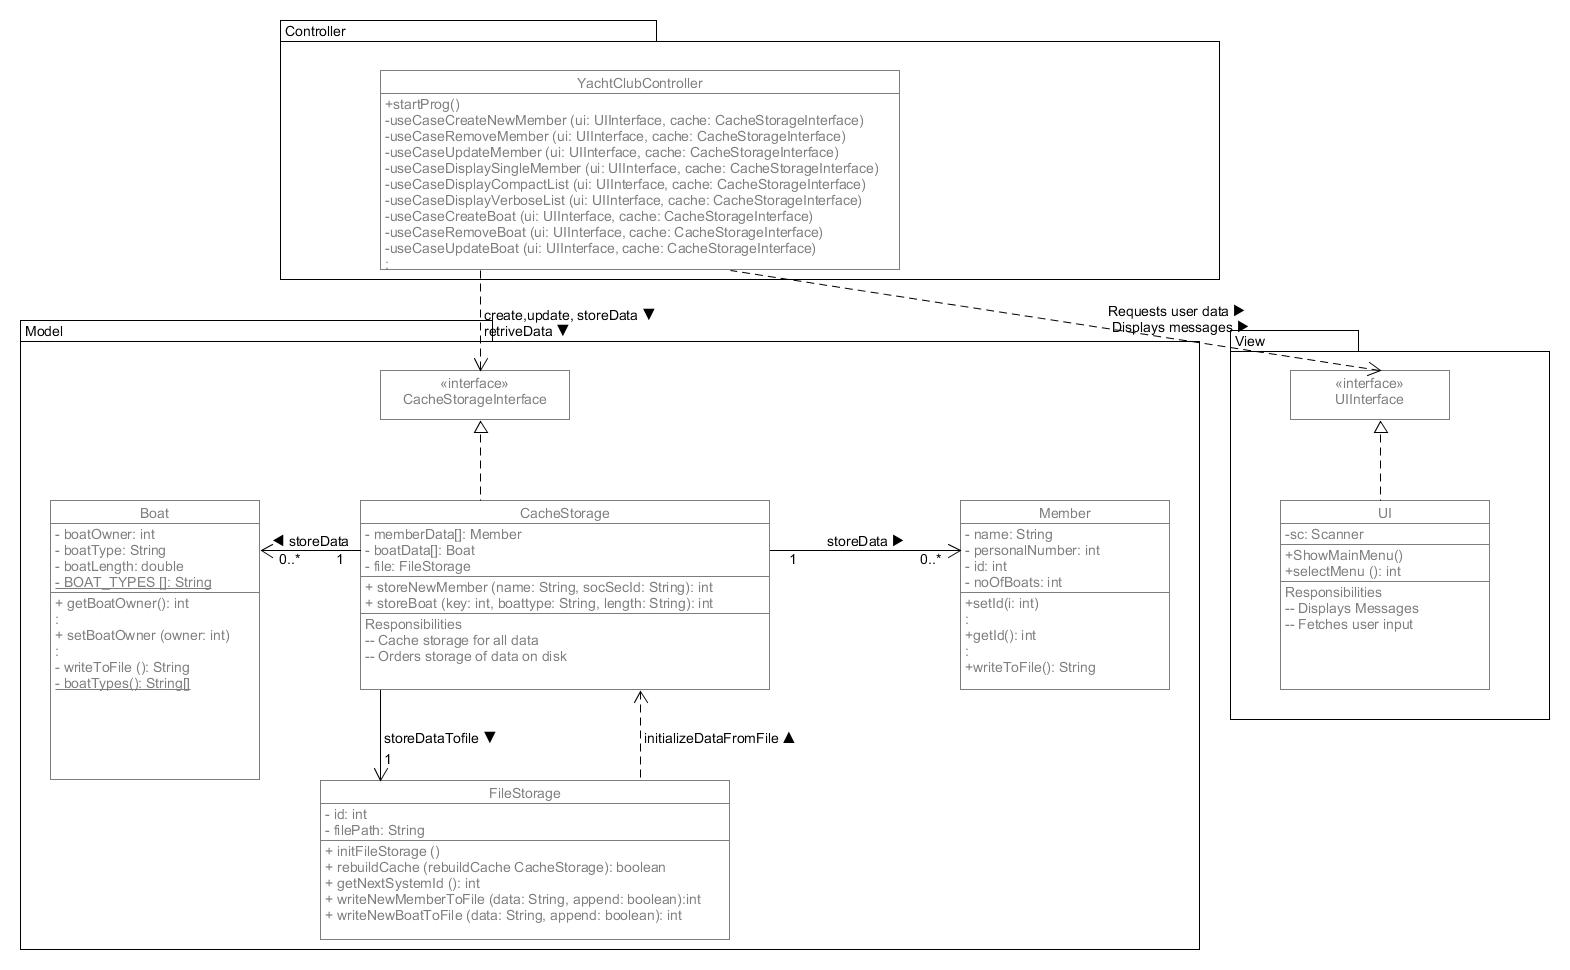 Controller
YachtClubController
+startProg()
-useCaseCreateNewMember (ui: UIInterface, cache: CacheStorageInterface)
-useCaseRemoveMember (ui: UIInterface, cache: CacheStorageInterface)
-useCaseUpdateMember (ui: UIInterface, cache: CacheStorageInterface)
-useCaseDisplaySingleMember (ui: UIInterface, cache: CacheStorageInterface)
-useCaseDisplayCompactList (ui: UIInterface, cache: CacheStorageInterface)
-useCaseDisplayVerboseList (ui: UIInterface, cache: CacheStorageInterface)
-useCaseCreateBoat (ui: UIInterface, cache: CacheStorageInterface)
-useCaseRemoveBoat (ui: UIInterface, cache: CacheStorageInterface)
-useCaseUpdateBoat (ui: UIInterface, cache: CacheStorageInterface)
:
create,update, storeData ▼
retriveData ▼
Requests user data ▶
Displays messages ▶
Model
«interface»
CacheStorageInterface
View
«interface»
UIInterface
Boat
- boatOwner: int
- boatType: String
- boatLength: double
- BOAT_TYPES []: String
+ getBoatOwner(): int
:
+ setBoatOwner (owner: int)
:
- writeToFile (): String
- boatTypes(): String[]
◀ storeData
0..*
1
CacheStorage
- memberData[]: Member
- boatData[]: Boat
- file: FileStorage
+ storeNewMember (name: String, socSecId: String): int
+ storeBoat (key: int, boattype: String, length: String): int
Responsibilities
-- Cache storage for all data
-- Orders storage of data on disk
storeData ▶
1
0..*
Member
- name: String
- personalNumber: int
- id: int
- noOfBoats: int
+setId(i: int)
:
+getId(): int
:
+writeToFile(): String
UI
-sc: Scanner
+ShowMainMenu()
+selectMenu (): int
Responsibilities
-- Displays Messages
-- Fetches user input
storeDataTofile ▼
1
initializeDataFromFile ▲
FileStorage
- id: int
- filePath: String
+ initFileStorage ()
+ rebuildCache (rebuildCache CacheStorage): boolean
+ getNextSystemId (): int
+ writeNewMemberToFile (data: String, append: boolean):int
+ writeNewBoatToFile (data: String, append: boolean): int